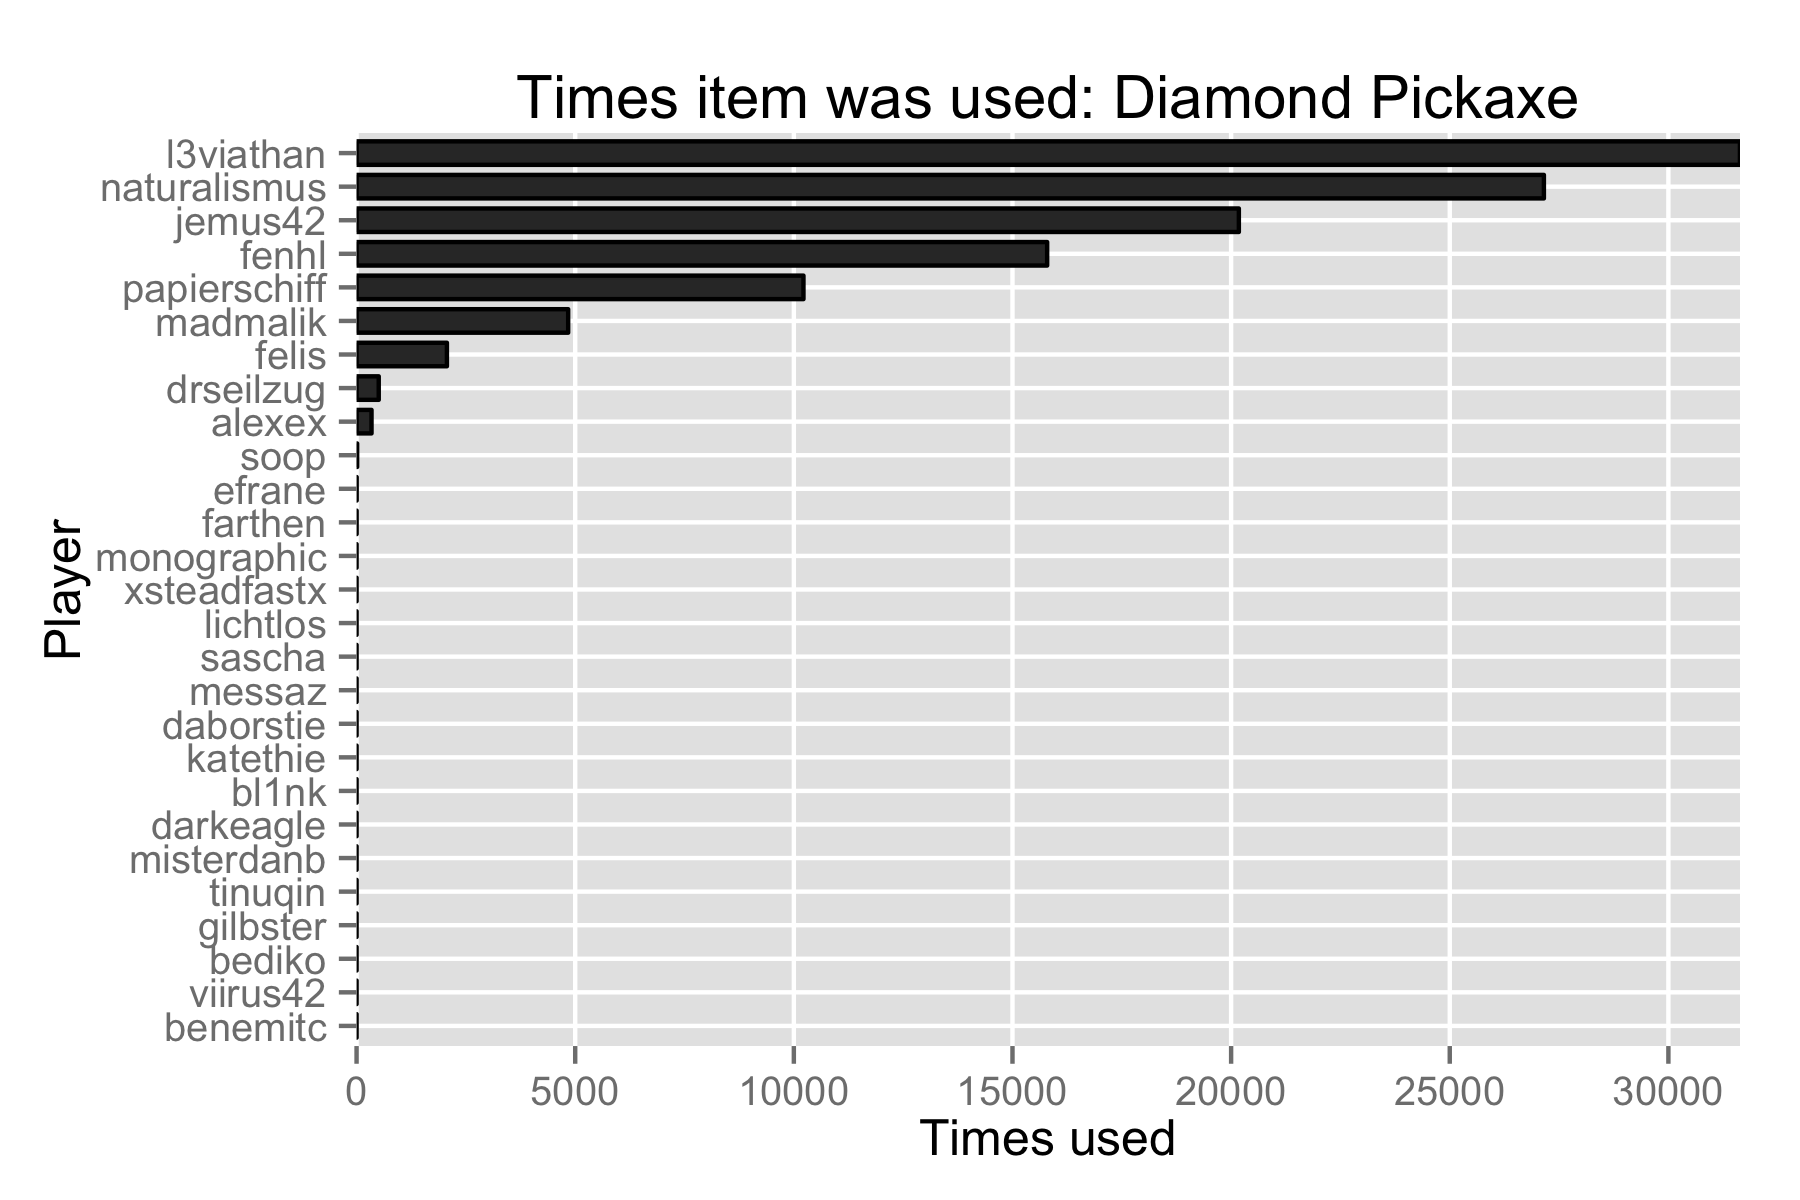 Times item was used: Diamond Pickaxe
l3viathan
naturalismus
jemus42
fenhl
papierschiff
madmalik
felis
drseilzug
alexex
soop
efrane
farthen
monographic
xsteadfastx
lichtlos
sascha
messaz
daborstie
katethie
bl1nk
darkeagle
misterdanb
tinuqin
gilbster
bediko
viirus42
benemitc
Player
0 5000 10000 15000 20000 25000 30000
Times used